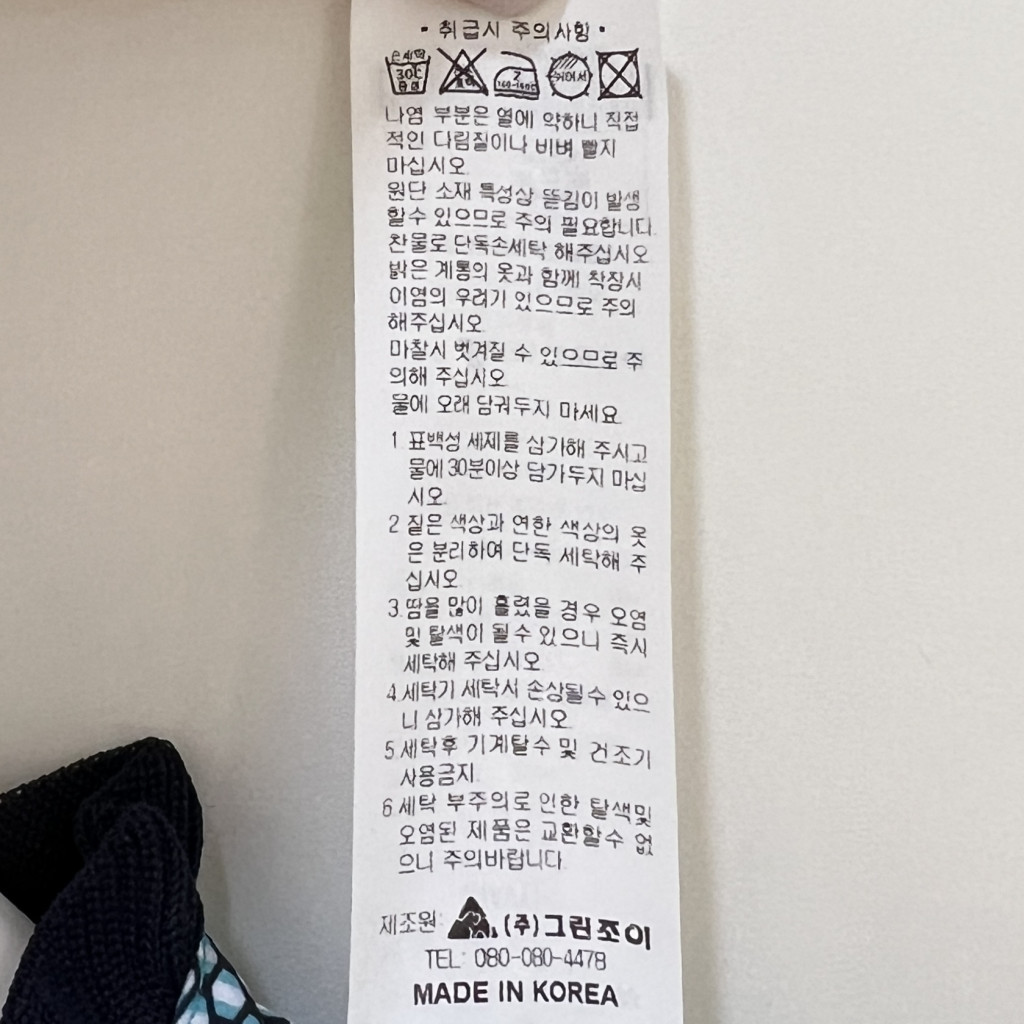 • 취급시 주의사항 •
손세탁
30℃
중성
2
160-180℃
뉘어서
나염 부분은 열에 약하니 직접
적인 다림질이나 비벼 빨지
마십시오.
원단 소재 특성상 뜯김이 발생
할수 있으므로 주의 필요합니다.
찬물로 단독손세탁 해주십시오
밝은 계통의 옷과 함께 착장시
이염의 우려가 있으므로 주의
해주십시오.
마찰시 벗겨질 수 있으므로 주
의해 주십시오
물에 오래 담궈두지 마세요
1 표백성 세제를 삼가해 주시고
물에 30분이상 담가두지 마십
시오.
2 짙은 색상과 연한 색상의 옷
은 분리하여 단독 세탁해 주
십시오
3.땀을 많이 흘렸을 경우 오염
및 탈색이 될수 있으니 즉시
세탁해 주십시오
4.세탁기 세탁시 손상될수 있으
니 삼가해 주십시오.
5 세탁후 기계탈수 및 건조기
사용금지.
6 세탁 부주의로 인한 탈색및
오염된 제품은 교환할수 없
으니 주의바랍니다.
제조원: (주)그린조이
TEL: 080-080-4478
MADE IN KOREA